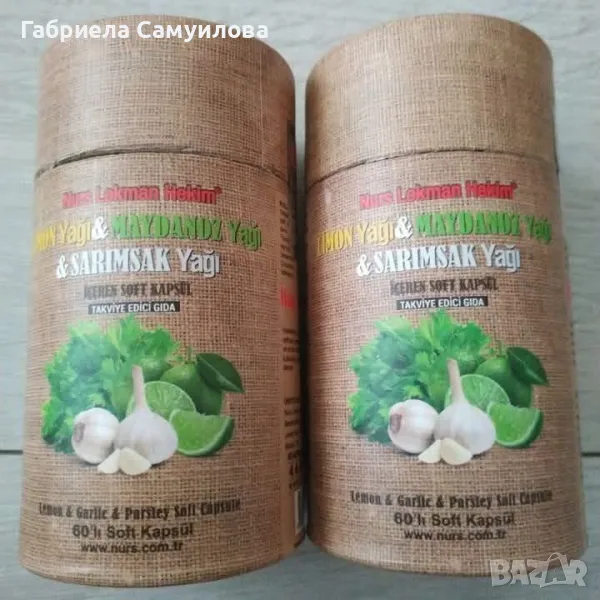 Габриела Самуилова
Nurs Lokman Hekim®
LİMON Yağı & MAYDANOZ Yağı
& SARIMSAK Yağı
İÇEREN SOFT KAPSÜL
TAKVİYE EDİCİ GIDA
Lemon & Garlic & Parsley Soft Capsule
60'lı Soft Kapsül
www.nurs.com.tr
Nurs Lokman Hekim®
LİMON Yağı & MAYDANOZ Yağı
& SARIMSAK Yağı
İÇEREN SOFT KAPSÜL
TAKVİYE EDİCİ GIDA
Lemon & Garlic & Parsley Soft Capsule
60'lı Soft Kapsül
www.nurs.com.tr
BAZAR